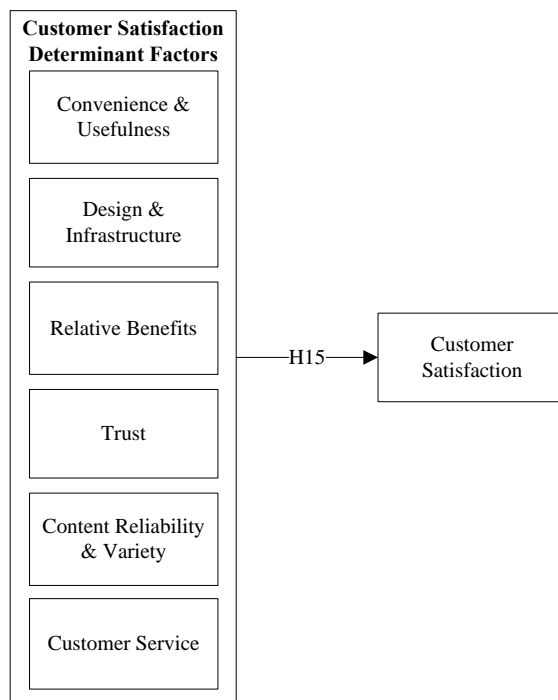 Customer Satisfaction
Determinant Factors
Convenience &
Usefulness
Design &
Infrastructure
Relative Benefits
H15
Customer
Satisfaction
Trust
Content Reliability
& Variety
Customer Service